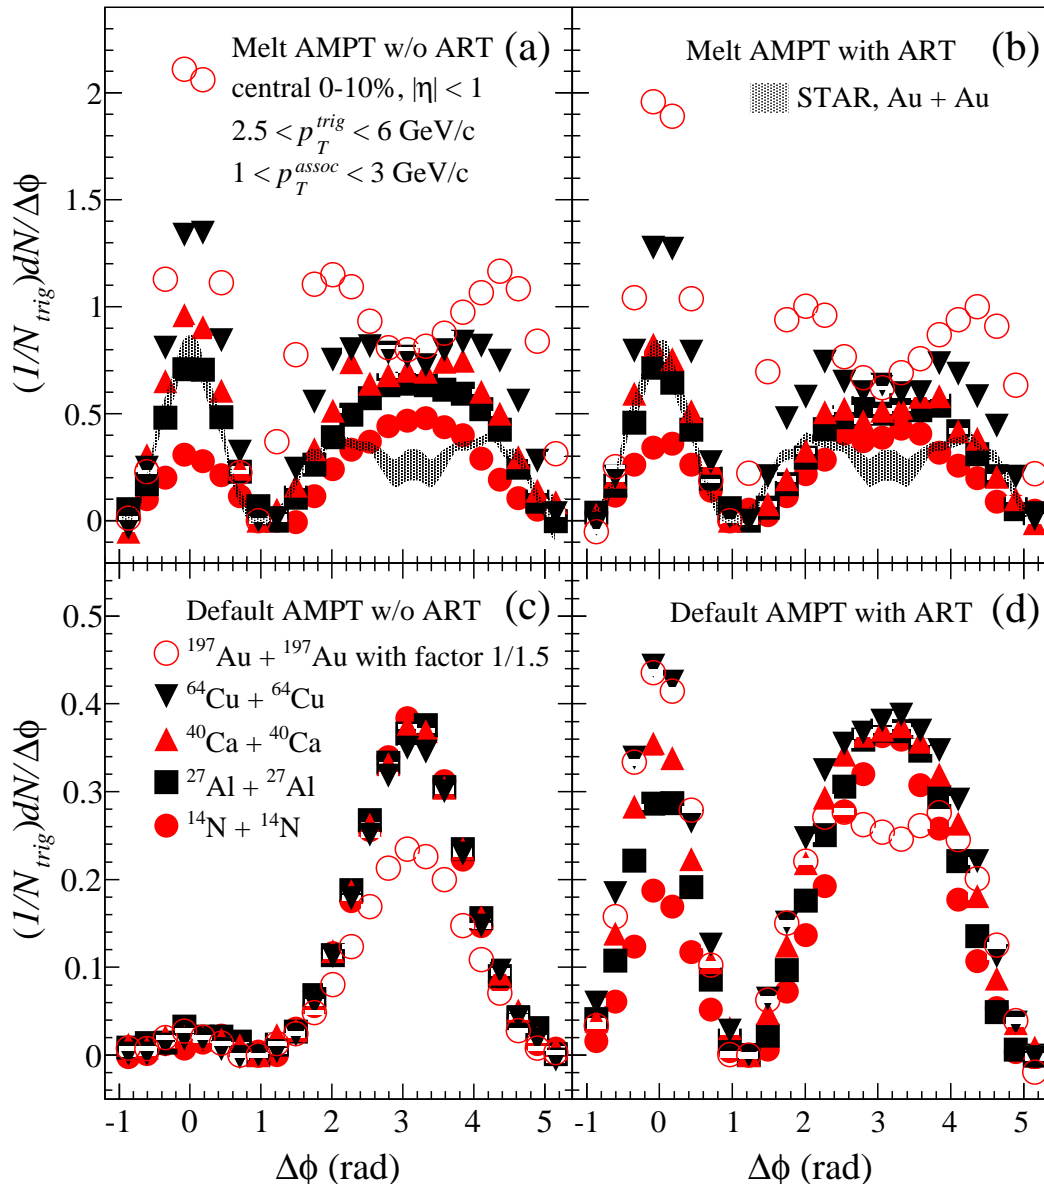 Melt AMPT w/o ART (a)
central 0-10%, |η| < 1
2.5 < p_T^trig < 6 GeV/c
1 < p_T^assoc < 3 GeV/c
Melt AMPT with ART (b)
STAR, Au + Au
2
1.5
1
0.5
0
(1/N_trig)dN/Δϕ
Default AMPT w/o ART (c)
¹⁹⁷Au + ¹⁹⁷Au with factor 1/1.5
⁶⁴Cu + ⁶⁴Cu
⁴⁰Ca + ⁴⁰Ca
²⁷Al + ²⁷Al
¹⁴N + ¹⁴N
Default AMPT with ART (d)
0.5
0.4
0.3
0.2
0.1
0
(1/N_trig)dN/Δϕ
-1 0 1 2 3 4 5
-1 0 1 2 3 4 5
Δϕ (rad)
Δϕ (rad)